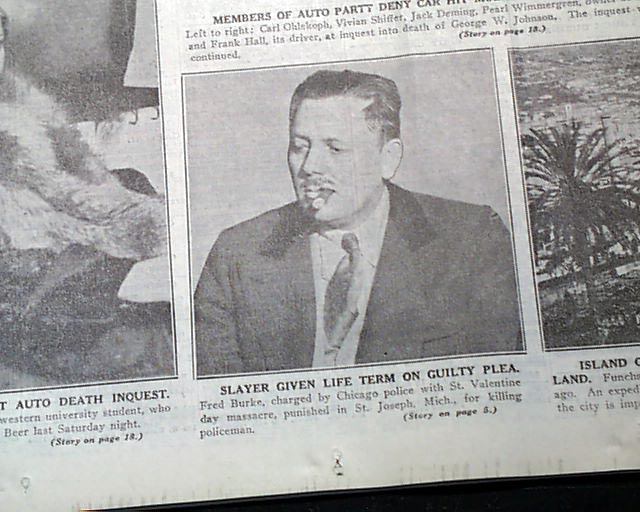 MEMBERS OF AUTO PARTY DENY CAR HIT
Left to right: Carl Ohlskoph, Vivian Shiffer, Jack Deming, Pearl Wimmergren, owner
and Frank Hall, its driver, at inquest into death of George W. Johnson. The inquest
continued. (Story on page 18.)
T AUTO DEATH INQUEST.
western university student, who
Beer last Saturday night.
(Story on page 18.)
SLAYER GIVEN LIFE TERM ON GUILTY PLEA.
Fred Burke, charged by Chicago police with St. Valentine
day massacre, punished in St. Joseph, Mich., for killing
policeman. (Story on page 5.)
ISLAND
LAND. Funch
ago. An exped
the city is imp